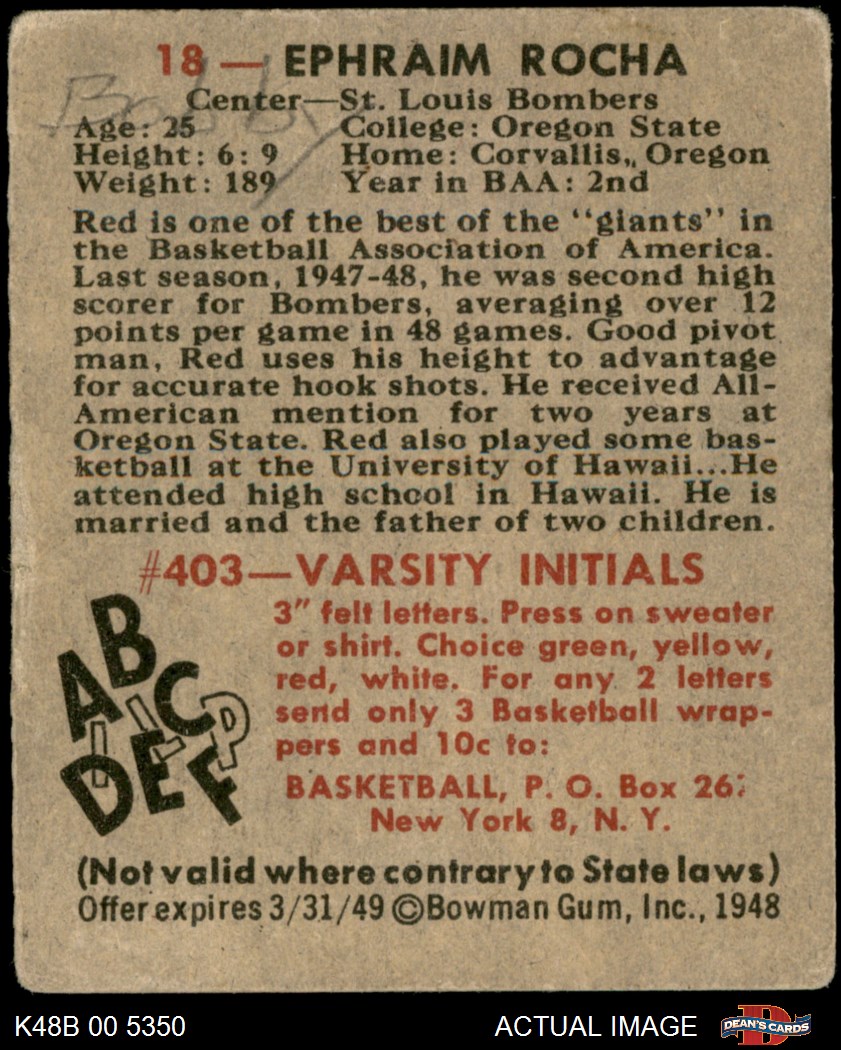 18 — EPHRAIM ROCHA
Center—St. Louis Bombers
Age: 25 College: Oregon State
Height: 6: 9 Home: Corvallis,, Oregon
Weight: 189 Year in BAA: 2nd
Red is one of the best of the "giants" in
the Basketball Association of America.
Last season, 1947-48, he was second high
scorer for Bombers, averaging over 12
points per game in 48 games. Good pivot
man, Red uses his height to advantage
for accurate hook shots. He received All-
American mention for two years at
Oregon State. Red also played some bas-
ketball at the University of Hawaii...He
attended high school in Hawaii. He is
married and the father of two children.
#403—VARSITY INITIALS
3" felt letters. Press on sweater
or shirt. Choice green, yellow,
red, white. For any 2 letters
send only 3 Basketball wrap-
pers and 10c to:
BASKETBALL, P. O. Box
New York 8, N. Y.
A B C P
D E F
(Not valid where contrary to State laws)
Offer expires 3/31/49 ©Bowman Gum, Inc., 1948
K48B 00 5350 ACTUAL IMAGE D DEAN'S CARDS